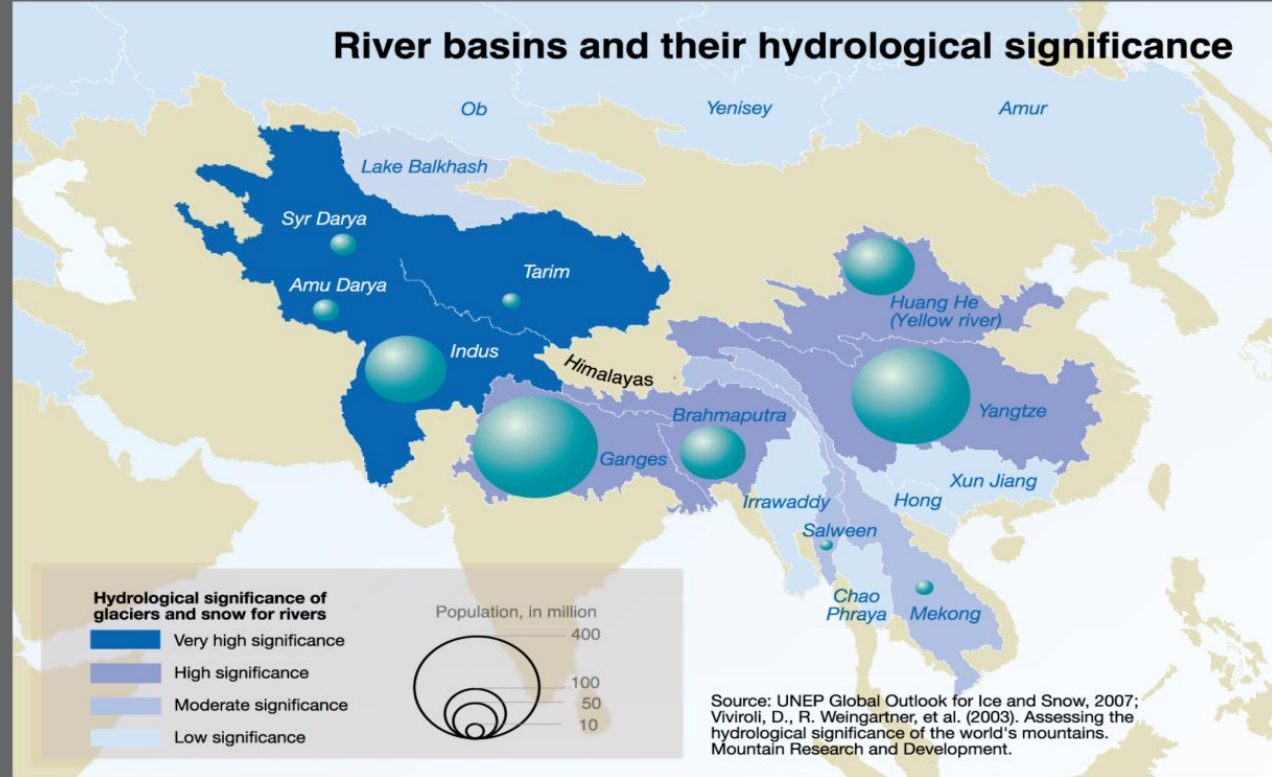 River basins and their hydrological significance
Ob
Yenisey
Amur
Lake Balkhash
Syr Darya
Tarim
Amu Darya
Huang He
(Yellow river)
Indus
Himalayas
Yangtze
Brahmaputra
Ganges
Xun Jiang
Irrawaddy
Hong
Salween
Chao
Phraya
Mekong
Hydrological significance of
glaciers and snow for rivers
Very high significance
High significance
Moderate significance
Low significance
Population, in million
400
100
50
10
Source: UNEP Global Outlook for Ice and Snow, 2007;
Viviroli, D., R. Weingartner, et al. (2003). Assessing the
hydrological significance of the world's mountains.
Mountain Research and Development.